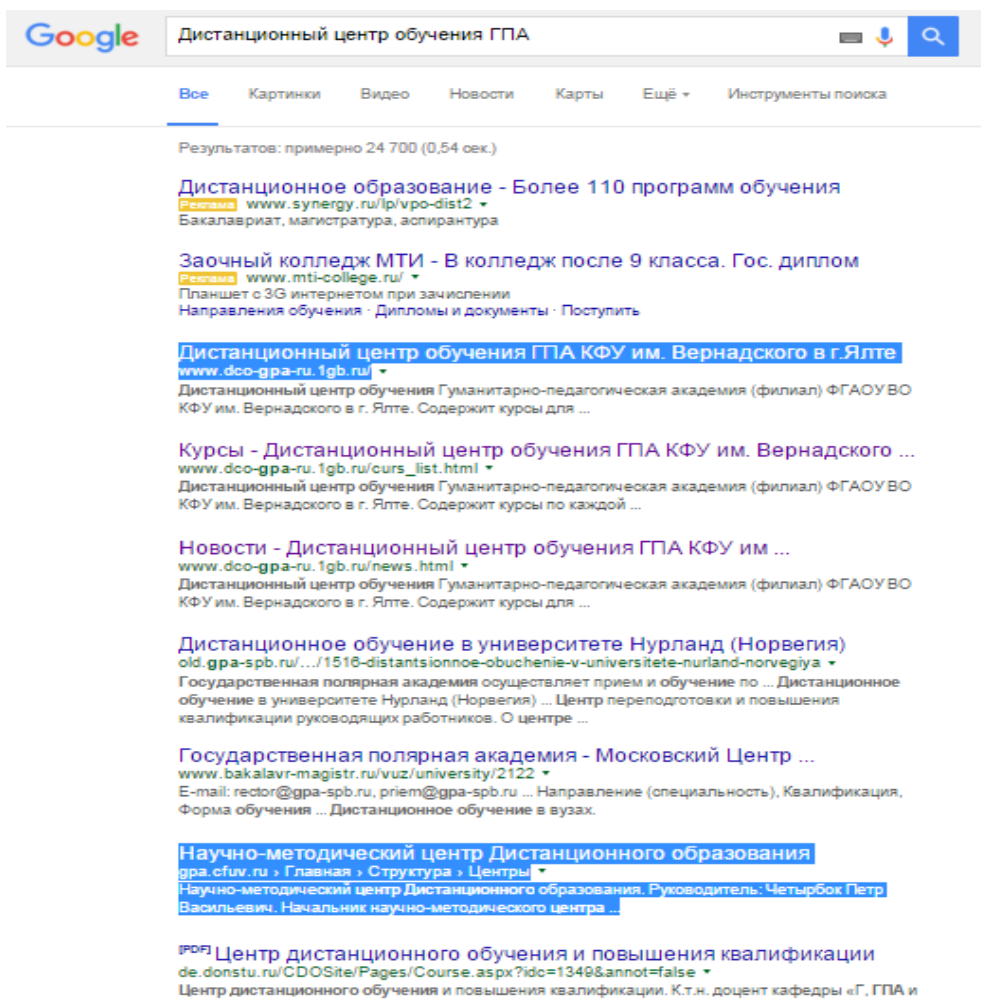 Google Дистанционный центр обучения ГПА
Все Картинки Видео Новости Карты Ещё Инструменты поиска
Результатов: примерно 24 700 (0,54 сек.)
Дистанционное образование - Более 110 программ обучения
Реклама www.synergy.ru/lp/vpo-dist2
Бакалавриат, магистратура, аспирантура
Заочный колледж МТИ - В колледж после 9 класса. Гос. диплом
Реклама www.mti-college.ru/
Планшет с 3G интернетом при зачислении
Направления обучения · Дипломы и документы · Поступить
Дистанционный центр обучения ГПА КФУ им. Вернадского в г.Ялте
www.dco-gpa-ru.1gb.ru/
Дистанционный центр обучения Гуманитарно-педагогическая академия (филиал) ФГАОУ ВО
КФУ им. Вернадского в г. Ялте. Содержит курсы для ...
Курсы - Дистанционный центр обучения ГПА КФУ им. Вернадского ...
www.dco-gpa-ru.1gb.ru/curs_list.html
Дистанционный центр обучения Гуманитарно-педагогическая академия (филиал) ФГАОУ ВО
КФУ им. Вернадского в г. Ялте. Содержит курсы по каждой ...
Новости - Дистанционный центр обучения ГПА КФУ им ...
www.dco-gpa-ru.1gb.ru/news.html
Дистанционный центр обучения Гуманитарно-педагогическая академия (филиал) ФГАОУ ВО
КФУ им. Вернадского в г. Ялте. Содержит курсы для ...
Дистанционное обучение в университете Нурланд (Норвегия)
old.gpa-spb.ru/.../1516-distantsionnoe-obuchenie-v-universitete-nurland-norvegiya
Государственная полярная академия осуществляет прием и обучение по ... Дистанционное
обучение в университете Нурланд (Норвегия) ... Центр переподготовки и повышения
квалификации руководящих работников. О центре ...
Государственная полярная академия - Московский Центр ...
www.bakalavr-magistr.ru/vuz/university/2122
E-mail: rector@gpa-spb.ru, priem@gpa-spb.ru ... Направление (специальность), Квалификация,
Форма обучения ... Дистанционное обучение в вузах.
Научно-методический центр Дистанционного образования
gpa.cfuv.ru › Главная › Структура › Центры
Научно-методический центр Дистанционного образования. Руководитель: Четырбок Петр
Васильевич. Начальник научно-методического центра ...
[PDF] Центр дистанционного обучения и повышения квалификации
de.donstu.ru/CDOSite/Pages/Course.aspx?idc=1349&annot=false
Центр дистанционного обучения и повышения квалификации. К.т.н. доцент кафедры «Г, ГПА и